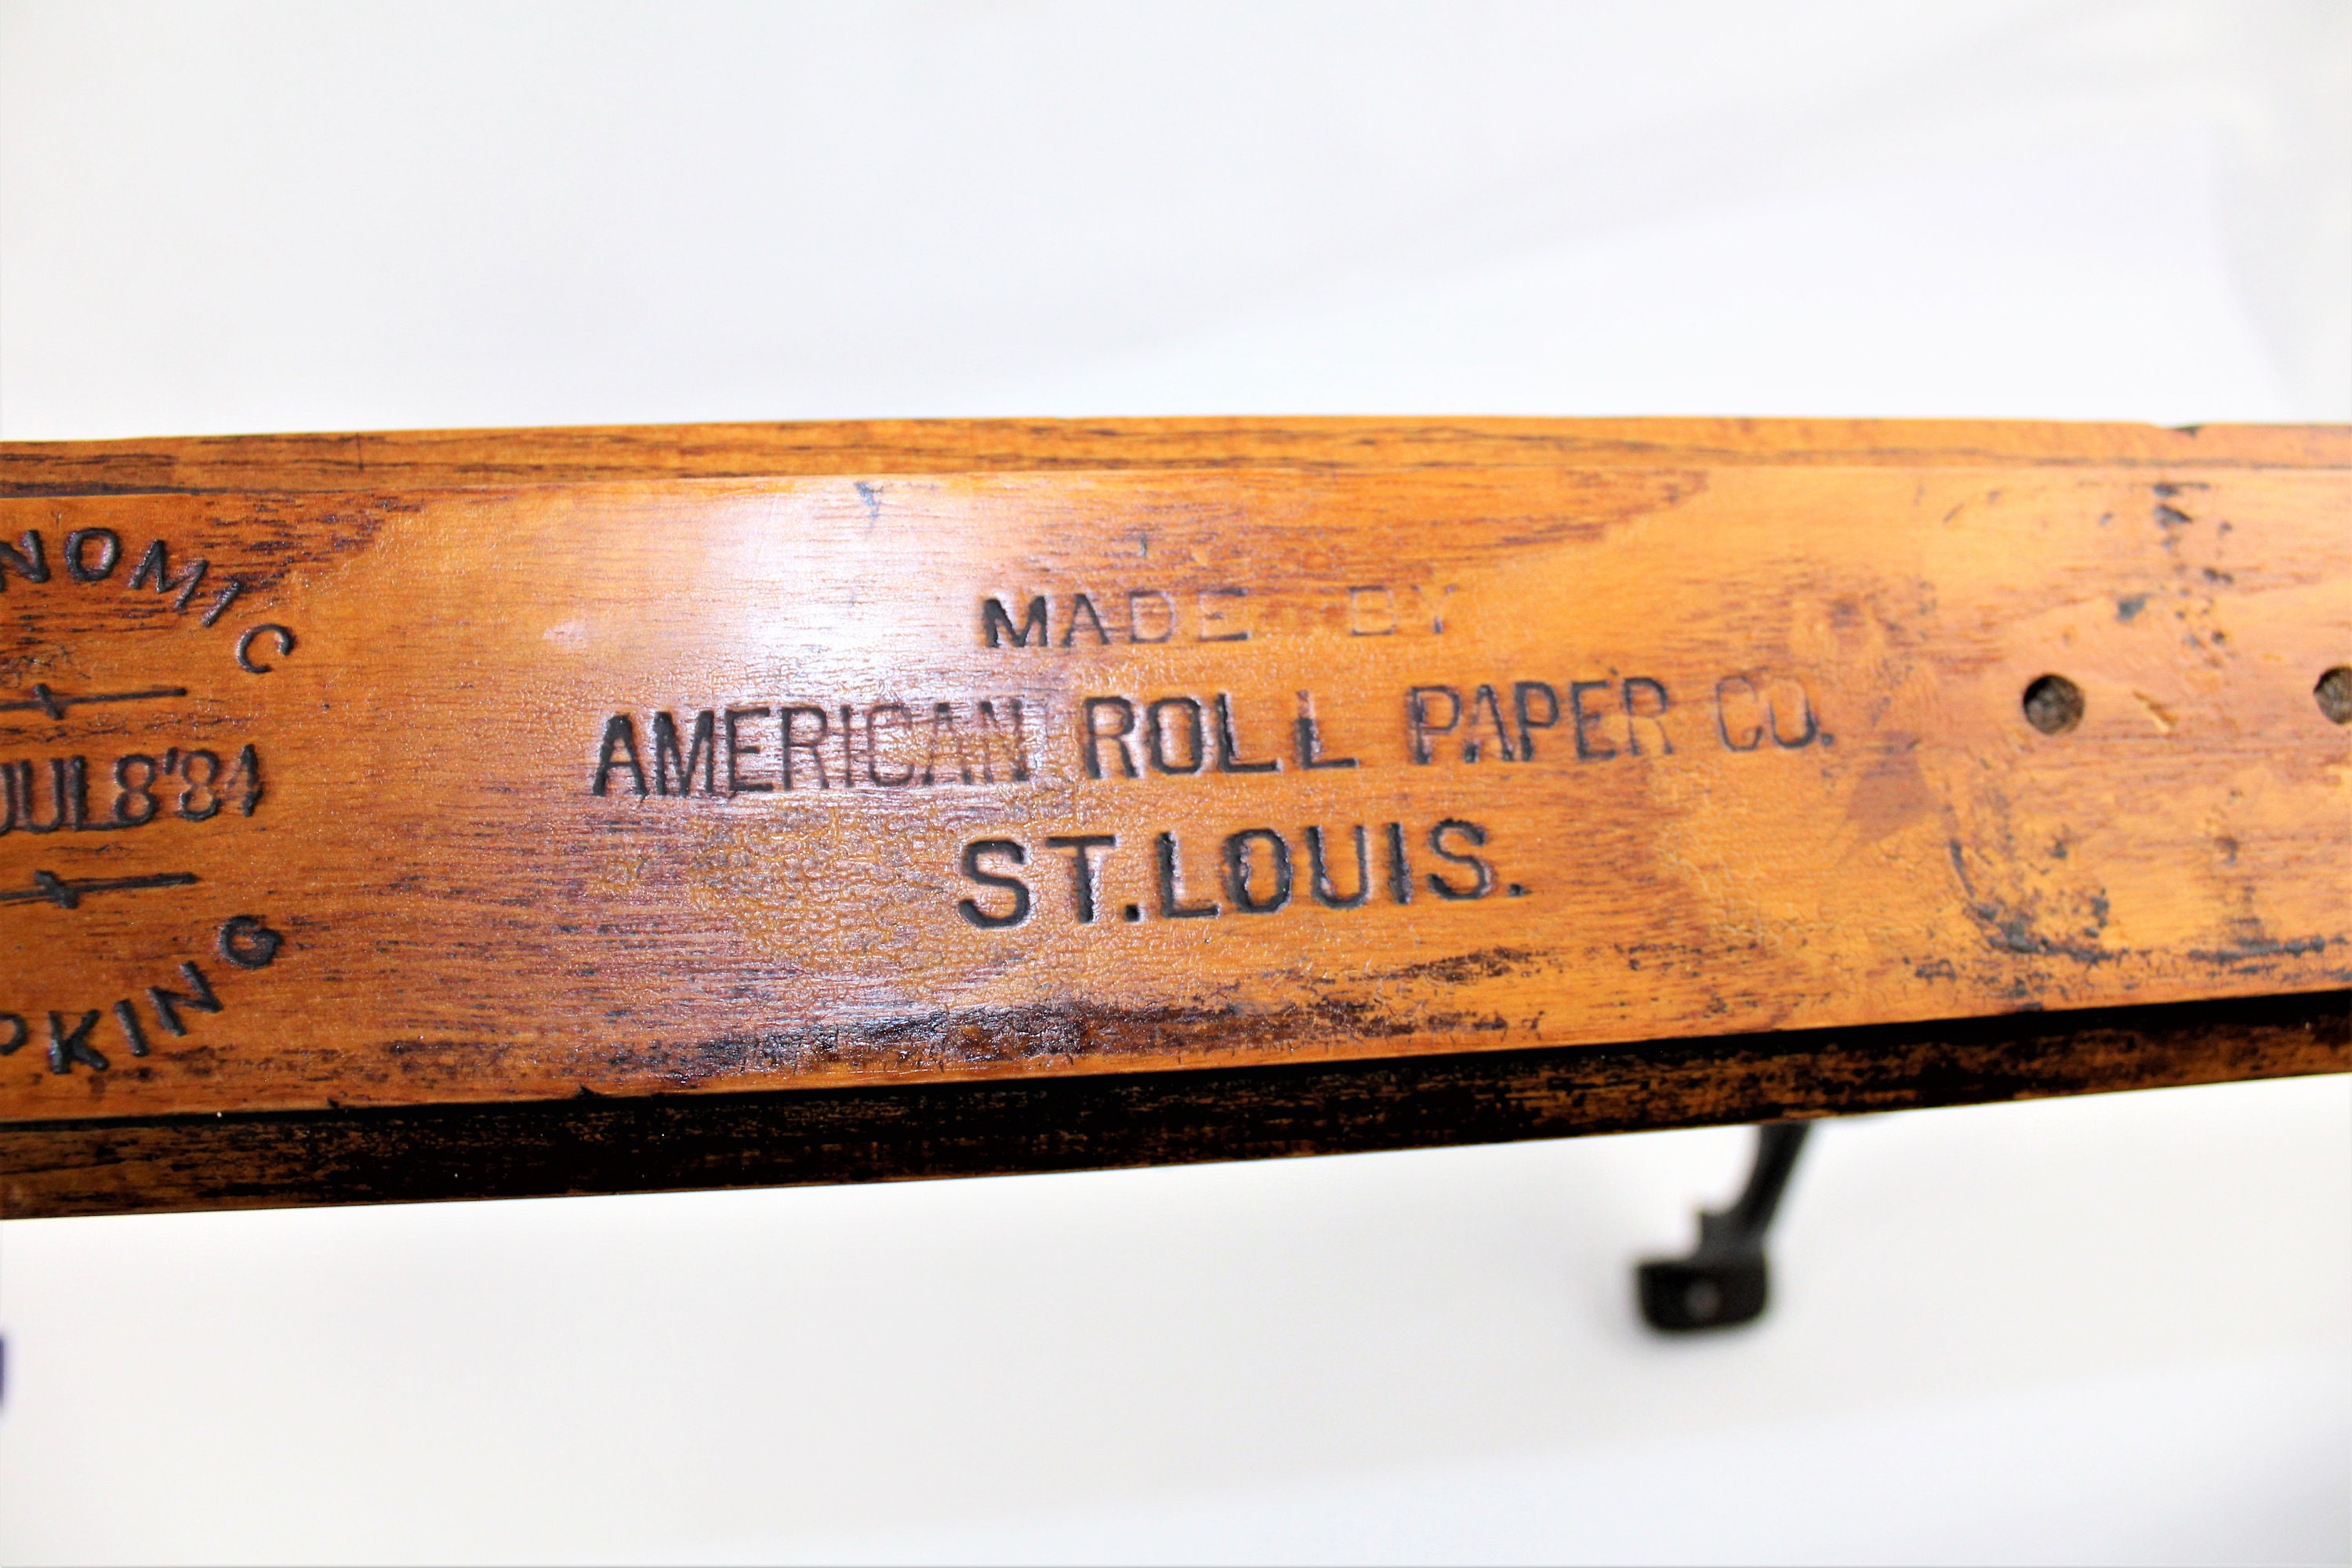 NOMIC
JUL 8'84
PKING
MADE BY
AMERICAN ROLL PAPER CO.
ST. LOUIS.